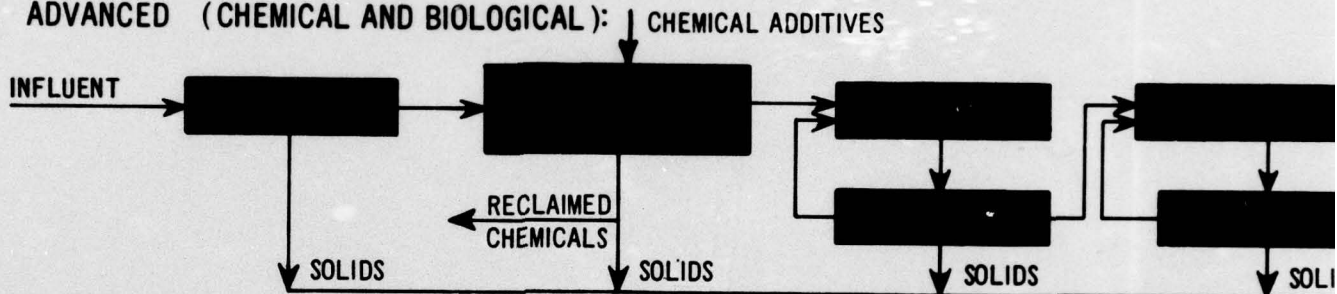 ADVANCED (CHEMICAL AND BIOLOGICAL):
CHEMICAL ADDITIVES
INFLUENT
RECLAIMED
CHEMICALS
SOLIDS
SOLIDS
SOLIDS